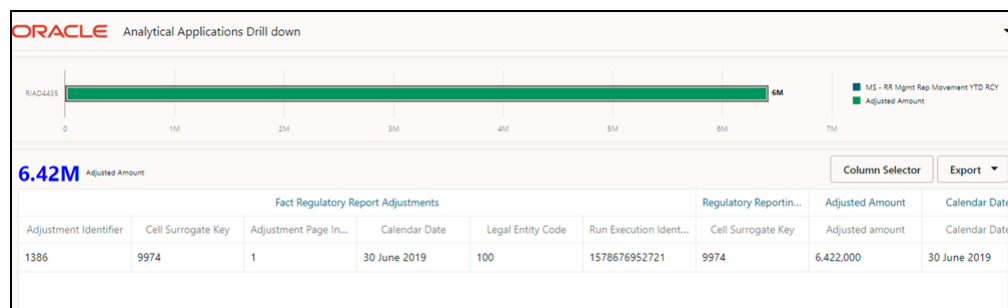 ORACLE Analytical Applications Drill down
RIAD4435
6M
MS - RR Mgmt Rep Movement YTD RCY
Adjusted Amount
0 1M 2M 3M 4M 5M 6M 7M
6.42M Adjusted Amount
Column Selector Export
Fact Regulatory Report Adjustments Regulatory Reportin... Adjusted Amount Calendar Date
Adjustment Identifier Cell Surrogate Key Adjustment Page In... Calendar Date Legal Entity Code Run Execution Ident... Cell Surrogate Key Adjusted amount Calendar Date
1386 9974 1 30 June 2019 100 1578676952721 9974 6,422,000 30 June 2019